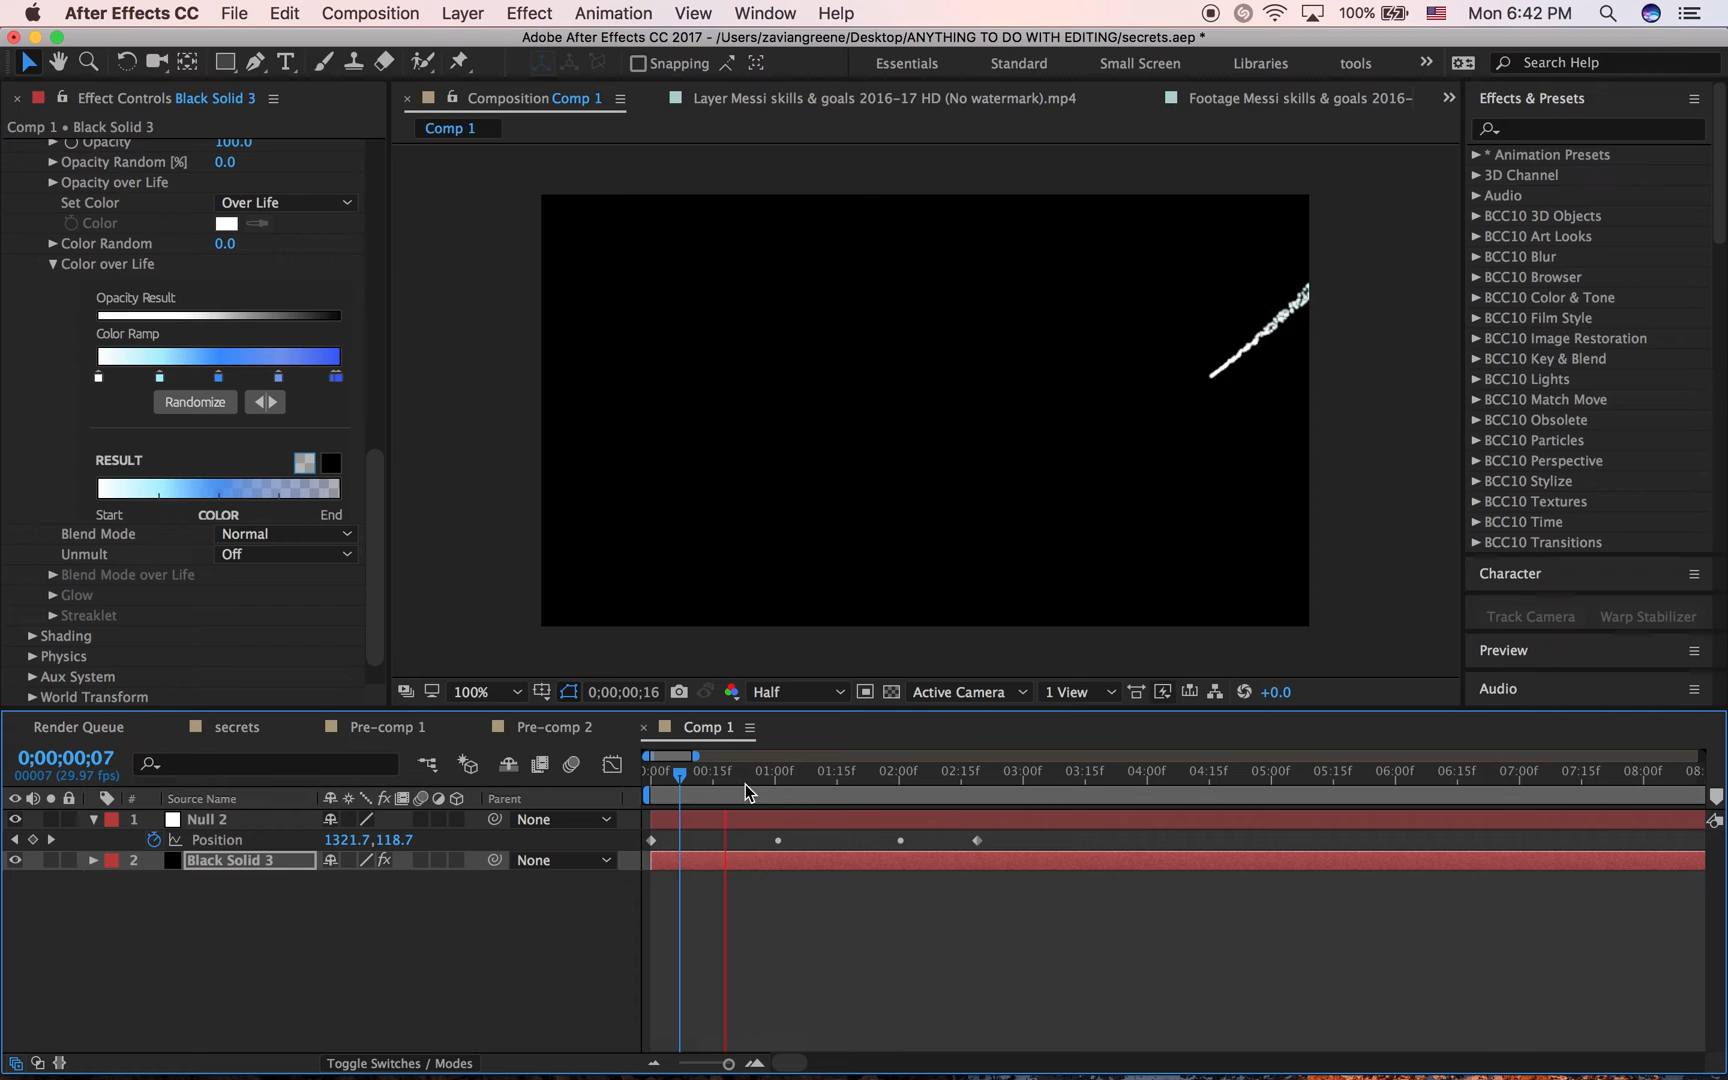 After Effects CC File Edit Composition Layer Effect Animation View Window Help 100% Mon 6:42 PM
Adobe After Effects CC 2017 - /Users/zaviangreene/Desktop/ANYTHING TO DO WITH EDITING/secrets.aep *
Snapping Essentials Standard Small Screen Libraries tools Search Help
Effect Controls Black Solid 3
Composition Comp 1 Layer Messi skills & goals 2016-17 HD (No watermark).mp4 Footage Messi skills & goals 2016-
Effects & Presets
Comp 1 • Black Solid 3
Comp 1
Opacity 100.0
Opacity Random [%] 0.0
Opacity over Life
Set Color Over Life
Color
Color Random 0.0
Color over Life
Opacity Result
Color Ramp
Randomize
RESULT
Start COLOR End
Blend Mode Normal
Unmult Off
Blend Mode over Life
Glow
Streaklet
Shading
Physics
Aux System
World Transform
* Animation Presets
3D Channel
Audio
BCC10 3D Objects
BCC10 Art Looks
BCC10 Blur
BCC10 Browser
BCC10 Color & Tone
BCC10 Film Style
BCC10 Image Restoration
BCC10 Key & Blend
BCC10 Lights
BCC10 Match Move
BCC10 Obsolete
BCC10 Particles
BCC10 Perspective
BCC10 Stylize
BCC10 Textures
BCC10 Time
BCC10 Transitions
Character
Track Camera Warp Stabilizer
Preview
Audio
100% 0;00;00;16 Half Active Camera 1 View +0.0
Render Queue secrets Pre-comp 1 Pre-comp 2 Comp 1
0;00;00;07
00007 (29.97 fps)
0:00f 00:15f 01:00f 01:15f 02:00f 02:15f 03:00f 03:15f 04:00f 04:15f 05:00f 05:15f 06:00f 06:15f 07:00f 07:15f 08:00f 08:
# Source Name fx Parent
1 Null 2 None
Position 1321.7,118.7
2 Black Solid 3 fx None
Toggle Switches / Modes